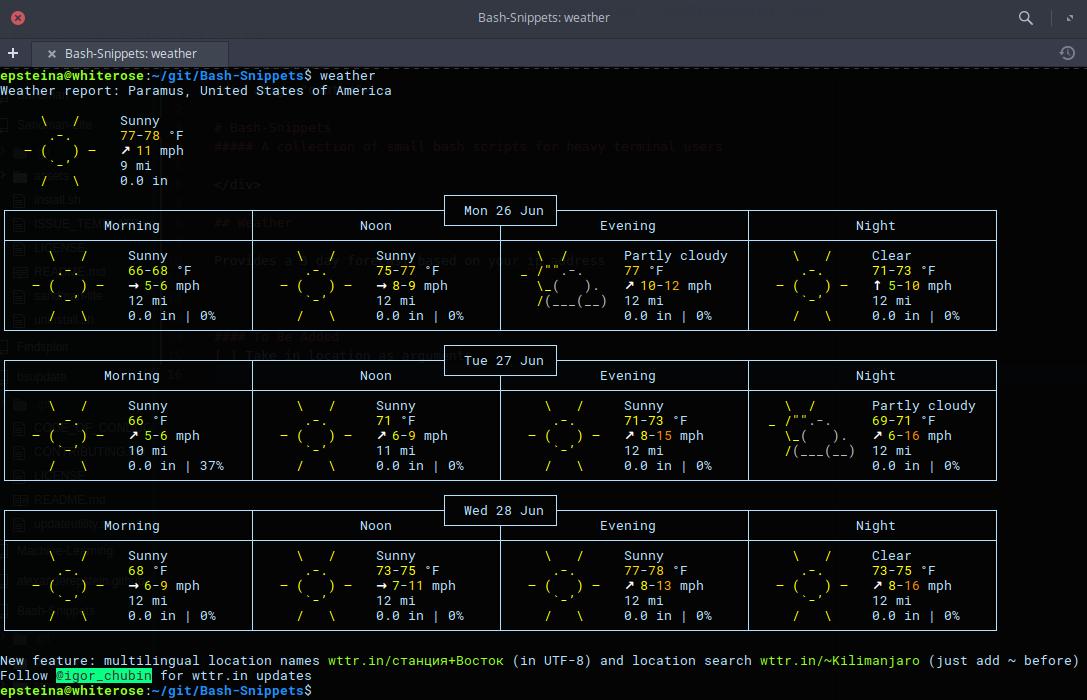 Bash-Snippets: weather
Bash-Snippets: weather
epsteina@whiterose:~/git/Bash-Snippets$ weather
Weather report: Paramus, United States of America
Sunny
77-78 °F
↗ 11 mph
9 mi
0.0 in
Mon 26 Jun
Morning Noon Evening Night
Sunny Sunny Partly cloudy Clear
66-68 °F 75-77 °F 77 °F 71-73 °F
→ 5-6 mph → 8-9 mph ↗ 10-12 mph ↑ 5-10 mph
12 mi 12 mi 12 mi 12 mi
0.0 in | 0% 0.0 in | 0% 0.0 in | 0% 0.0 in | 0%
Tue 27 Jun
Morning Noon Evening Night
Sunny Sunny Sunny Partly cloudy
66 °F 71 °F 71-73 °F 69-71 °F
↗ 5-6 mph ↗ 6-9 mph ↗ 8-15 mph ↗ 6-16 mph
10 mi 11 mi 12 mi 12 mi
0.0 in | 37% 0.0 in | 0% 0.0 in | 0% 0.0 in | 0%
Wed 28 Jun
Morning Noon Evening Night
Sunny Sunny Sunny Clear
68 °F 73-75 °F 77-78 °F 73-75 °F
→ 6-9 mph → 7-11 mph ↗ 8-13 mph ↗ 8-16 mph
12 mi 12 mi 12 mi 12 mi
0.0 in | 0% 0.0 in | 0% 0.0 in | 0% 0.0 in | 0%
New feature: multilingual location names wttr.in/станция+Восток (in UTF-8) and location search wttr.in/~Kilimanjaro (just add ~ before)
Follow @igor_chubin for wttr.in updates
epsteina@whiterose:~/git/Bash-Snippets$